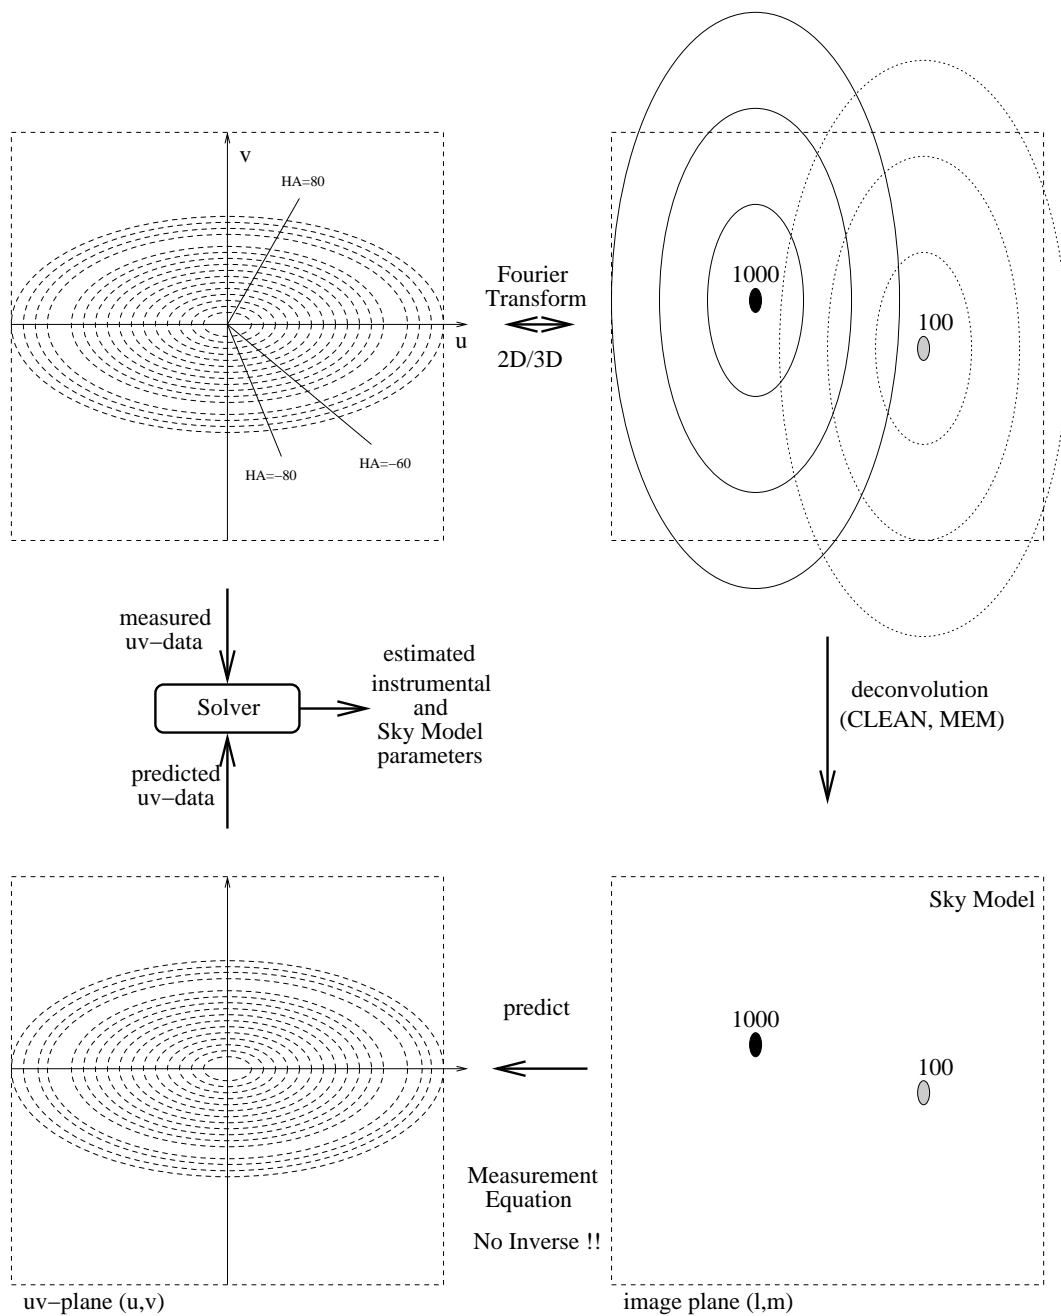 v
HA=80
u
HA=−60
HA=−80
Fourier
Transform
2D/3D
1000
100
measured
uv−data
Solver
estimated
instrumental
and
Sky Model
parameters
predicted
uv−data
deconvolution
(CLEAN, MEM)
Sky Model
1000
100
predict
Measurement
Equation
No Inverse !!
uv−plane (u,v)
image plane (l,m)